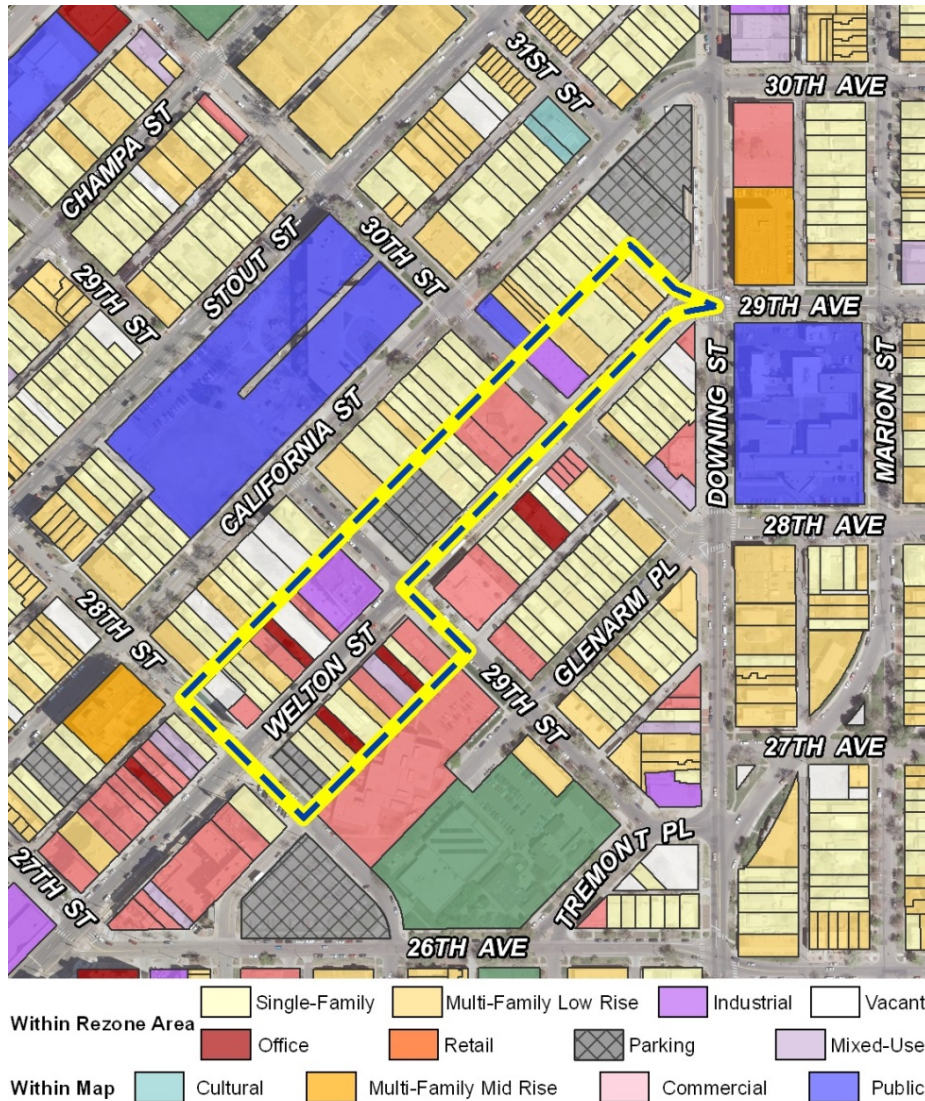 31ST ST
30TH AVE
CHAMPA ST
30TH ST
STOUT ST
29TH ST
29TH AVE
CALIFORNIA ST
DOWNING ST
MARION ST
28TH AVE
28TH ST
WELTON ST
GLENARM PL
29TH ST
27TH AVE
27TH ST
TREMONT PL
26TH AVE
Within Rezone Area
Single-Family
Multi-Family Low Rise
Industrial
Vacant
Office
Retail
Parking
Mixed-Use
Within Map
Cultural
Multi-Family Mid Rise
Commercial
Public